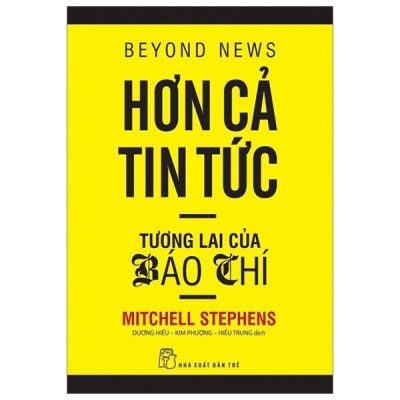 BEYOND NEWS
HƠN CẢ
TIN TỨC
TƯƠNG LAI CỦA
BÁO CHÍ
MITCHELL STEPHENS
DƯƠNG HIẾU – KIM PHƯỢNG – HIẾU TRUNG dịch
NHÀ XUẤT BẢN TRẺ